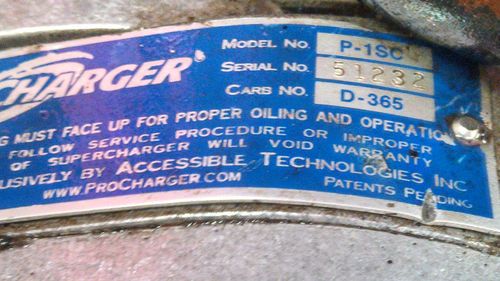 CHARGER
MODEL NO. P-1SC
SERIAL NO. 51232
CARB NO. D-365
G MUST FACE UP FOR PROPER OILING AND OPERATION
FOLLOW SERVICE PROCEDURE OR IMPROPER
OF SUPERCHARGER WILL VOID WARRANTY
USIVELY BY ACCESSIBLE TECHNOLOGIES INC
WWW.PROCHARGER.COM PATENTS PENDING